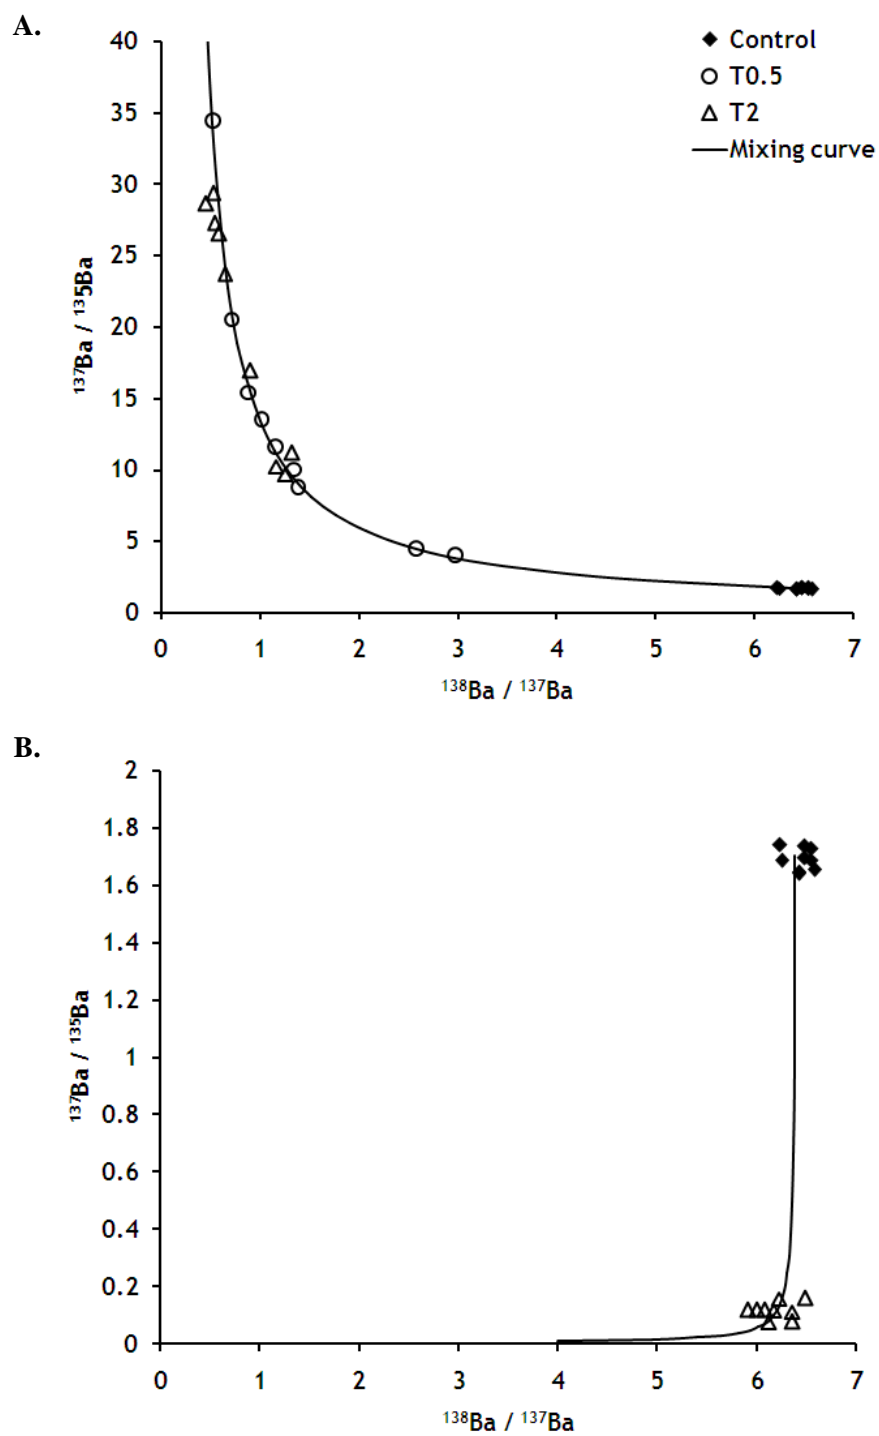 A.
40
35
30
25
20
15
10
5
0
¹³⁷Ba / ¹³5Ba
0 1 2 3 4 5 6 7
¹³⁸Ba / ¹³⁷Ba
Control
T0.5
T2
Mixing curve
B.
2
1.8
1.6
1.4
1.2
1
0.8
0.6
0.4
0.2
0
¹³⁷Ba / ¹³⁵Ba
0 1 2 3 4 5 6 7
¹³⁸Ba / ¹³⁷Ba